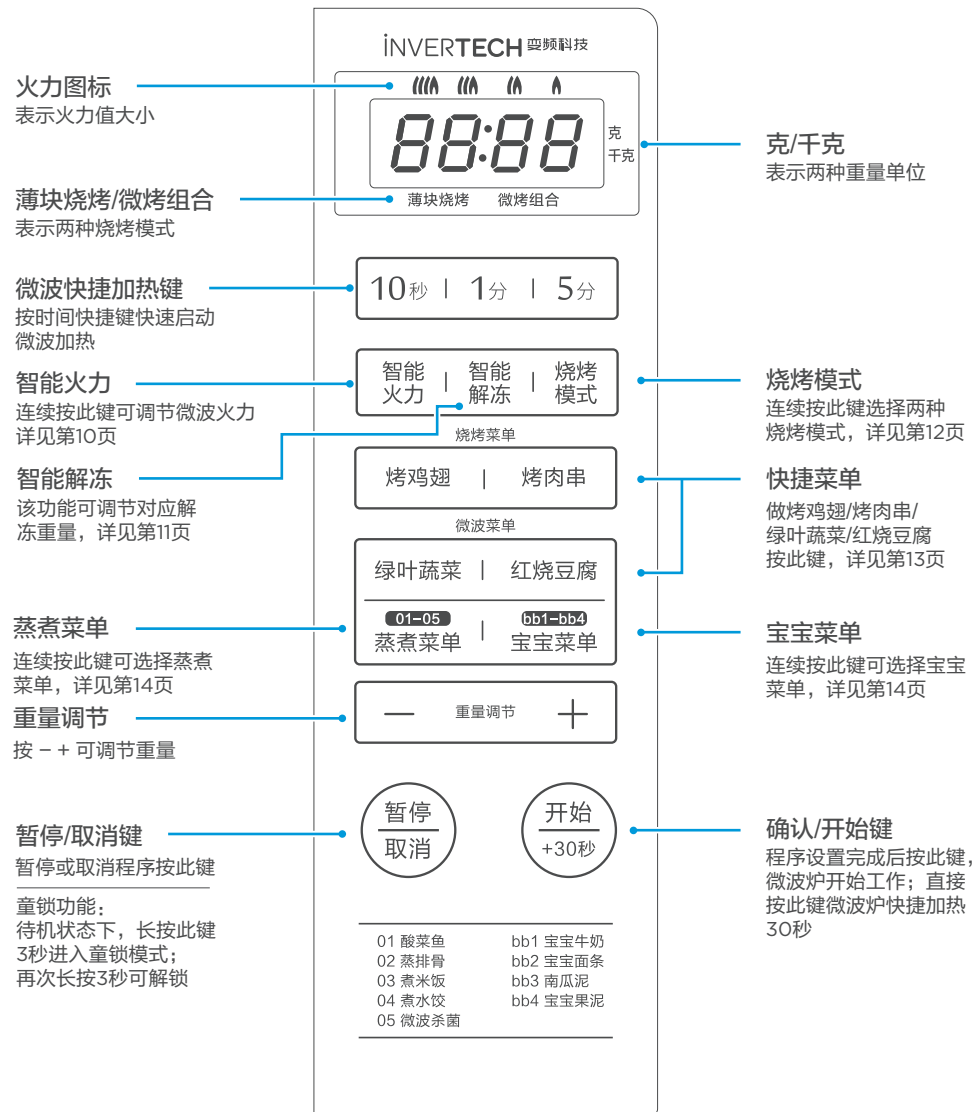 iNVERTECH 变频科技
火力图标
表示火力值大小
88:88
克
千克
克/千克
表示两种重量单位
薄块烧烤/微烤组合
表示两种烧烤模式
薄块烧烤 微烤组合
微波快捷加热键
按时间快捷键快速启动
微波加热
10秒 | 1分 | 5分
智能火力
连续按此键可调节微波火力
详见第10页
智能 | 智能 | 烧烤
火力 解冻 模式
烧烤模式
连续按此键选择两种
烧烤模式，详见第12页
智能解冻
该功能可调节对应解
冻重量，详见第11页
烧烤菜单
烤鸡翅 | 烤肉串
快捷菜单
做烤鸡翅/烤肉串/
绿叶蔬菜/红烧豆腐
按此键，详见第13页
微波菜单
绿叶蔬菜 | 红烧豆腐
01-05 bb1-bb4
蒸煮菜单 | 宝宝菜单
蒸煮菜单
连续按此键可选择蒸煮
菜单，详见第14页
宝宝菜单
连续按此键可选择宝宝
菜单，详见第14页
重量调节
按 − + 可调节重量
— 重量调节 +
暂停/取消键
暂停或取消程序按此键
童锁功能：
待机状态下，长按此键
3秒进入童锁模式；
再次长按3秒可解锁
暂停
取消
开始
+30秒
确认/开始键
程序设置完成后按此键，
微波炉开始工作；直接
按此键微波炉快捷加热
30秒
01 酸菜鱼 bb1 宝宝牛奶
02 蒸排骨 bb2 宝宝面条
03 煮米饭 bb3 南瓜泥
04 煮水饺 bb4 宝宝果泥
05 微波杀菌